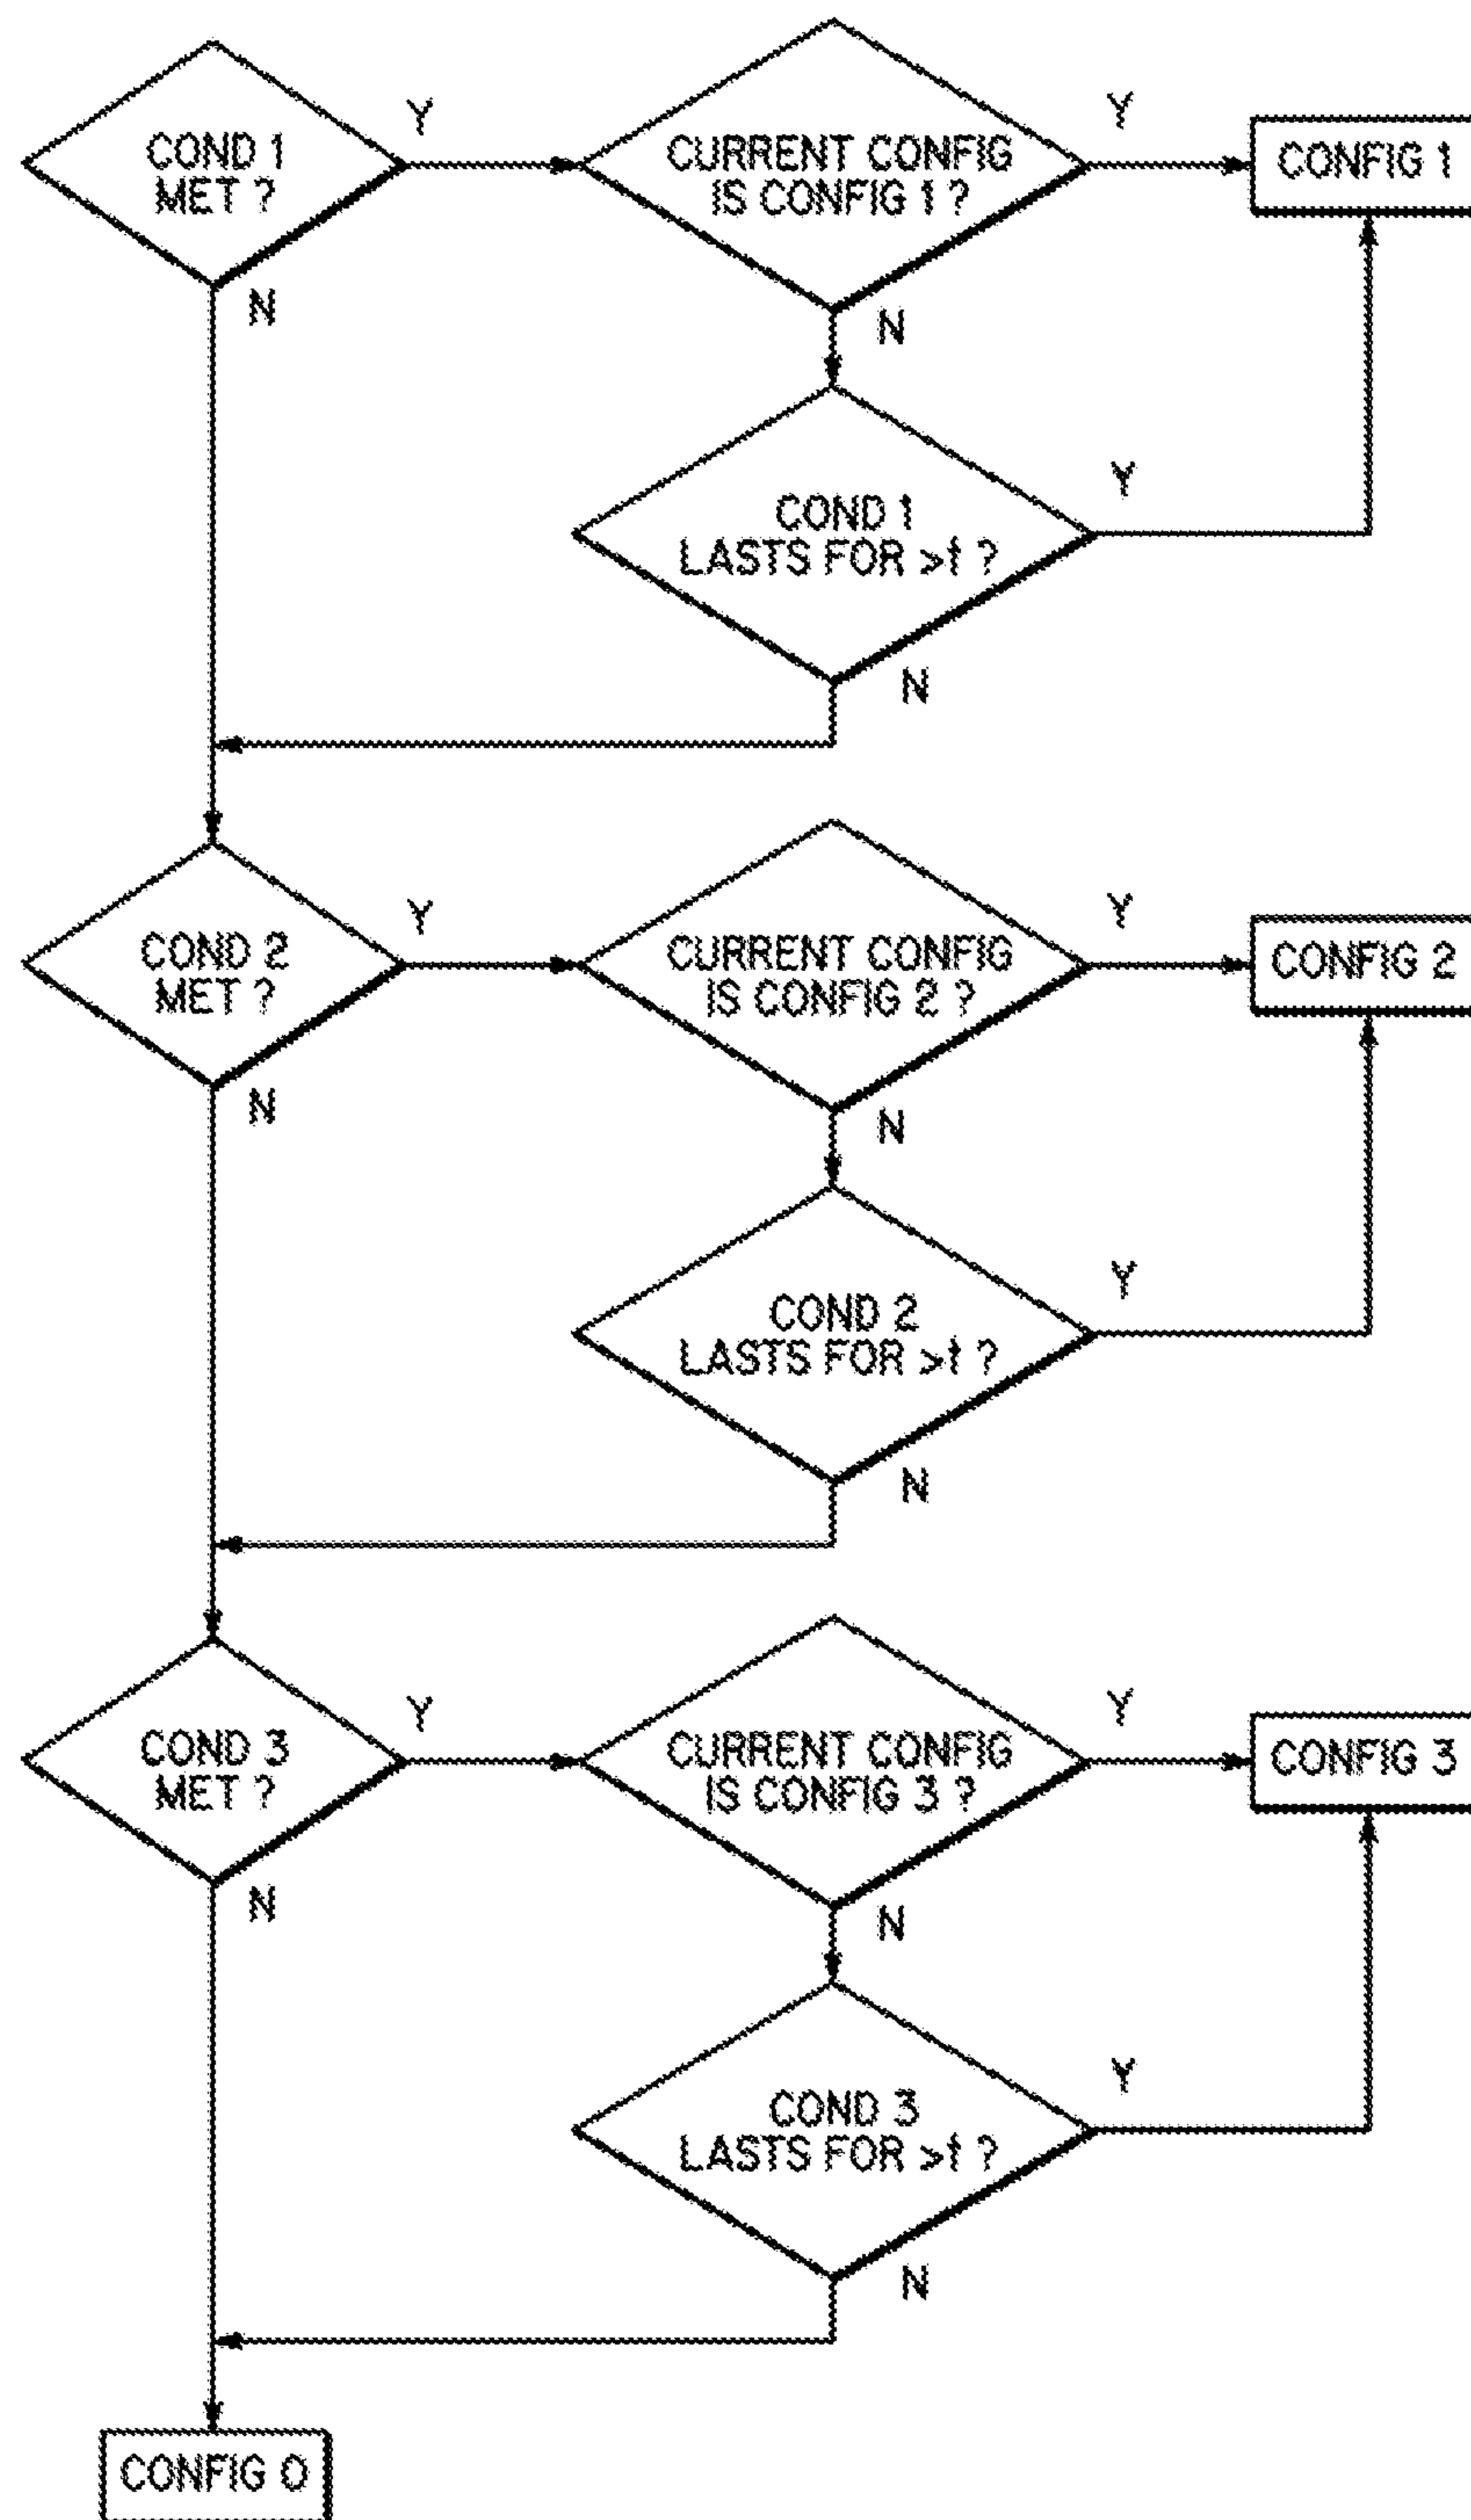 COND 1
MET ?
Y
N
CURRENT CONFIG
IS CONFIG 1 ?
Y
N
CONFIG 1
COND 1
LASTS FOR >t ?
Y
N
COND 2
MET ?
Y
N
CURRENT CONFIG
IS CONFIG 2 ?
Y
N
CONFIG 2
COND 2
LASTS FOR >t ?
Y
N
COND 3
MET ?
Y
N
CURRENT CONFIG
IS CONFIG 3 ?
Y
N
CONFIG 3
COND 3
LASTS FOR >t ?
Y
N
CONFIG 0